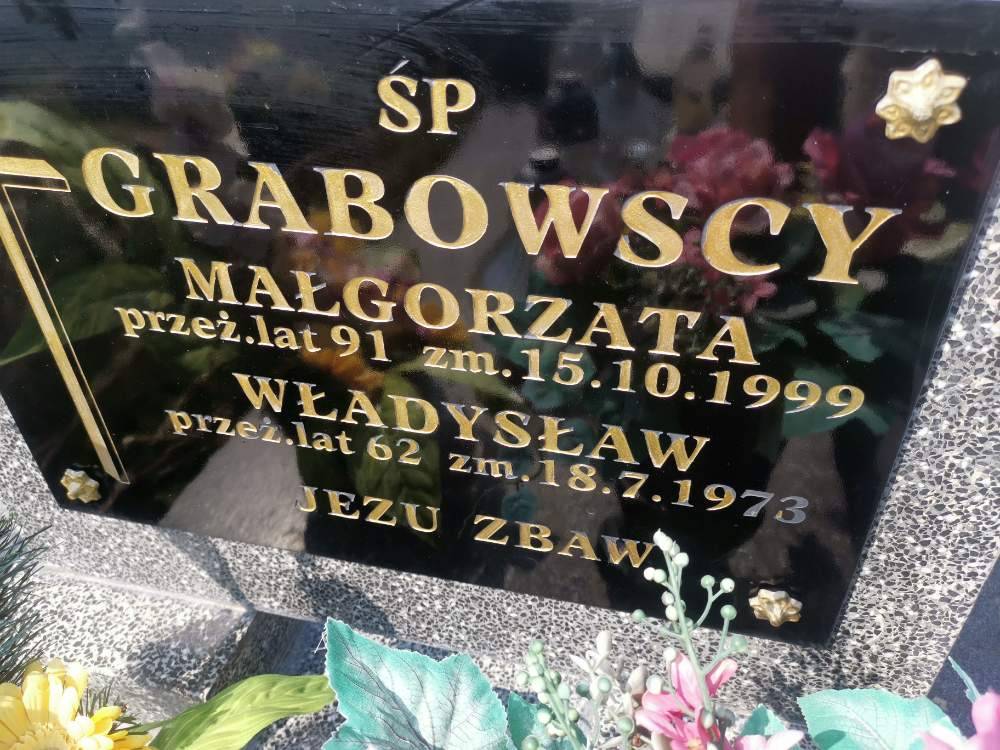 ŚP
GRABOWSCY
MAŁGORZATA
przeż.lat 91 zm.15.10.1999
WŁADYSŁAW
przeż.lat 62 zm.18.7.1973
JEZU ZBAW